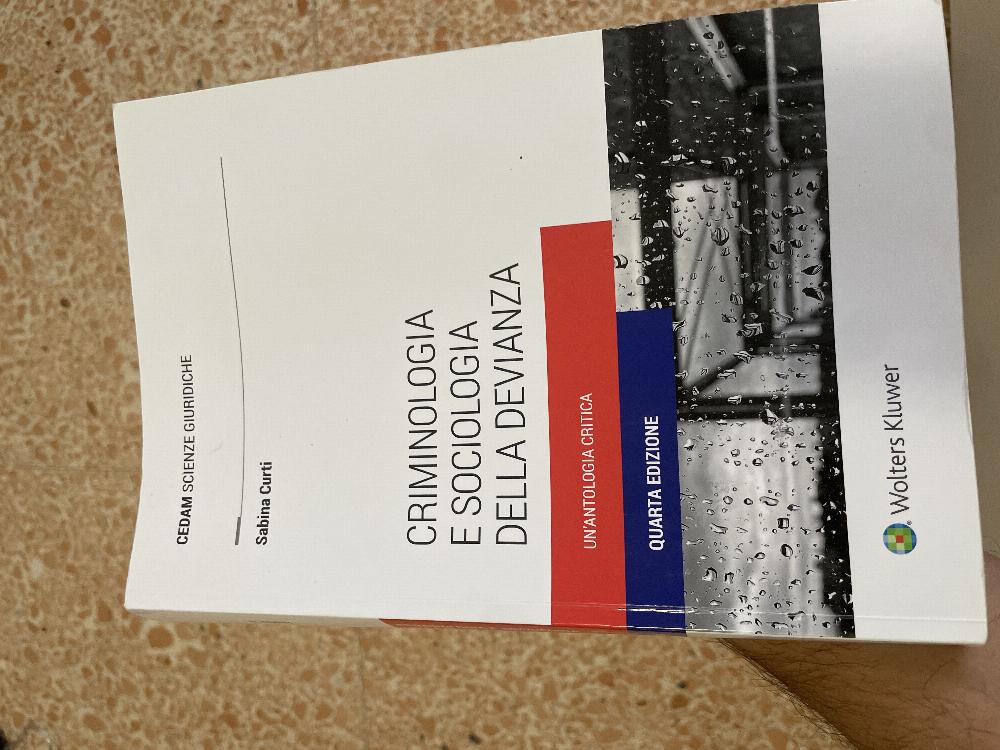 CEDAM SCIENZE GIURIDICHE
Sabina Curti
CRIMINOLOGIA
E SOCIOLOGIA
DELLA DEVIANZA
UN'ANTOLOGIA CRITICA
QUARTA EDIZIONE
Wolters Kluwer